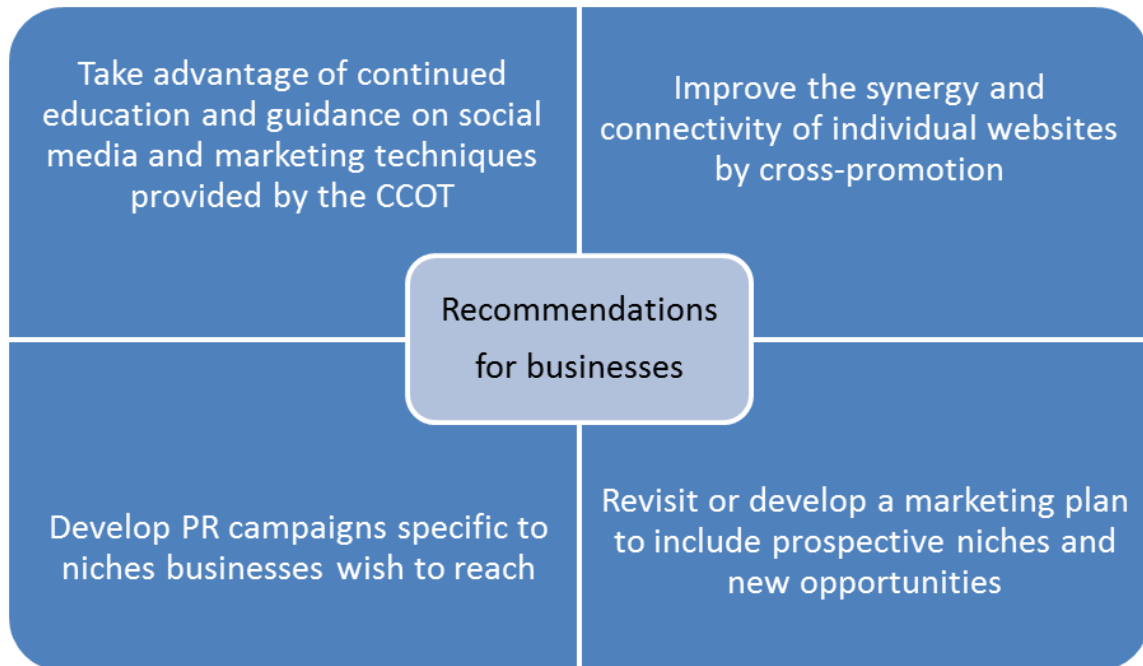 Take advantage of continued
education and guidance on social
media and marketing techniques
provided by the CCOT
Improve the synergy and
connectivity of individual websites
by cross-promotion
Recommendations
for businesses
Develop PR campaigns specific to
niches businesses wish to reach
Revisit or develop a marketing plan
to include prospective niches and
new opportunities